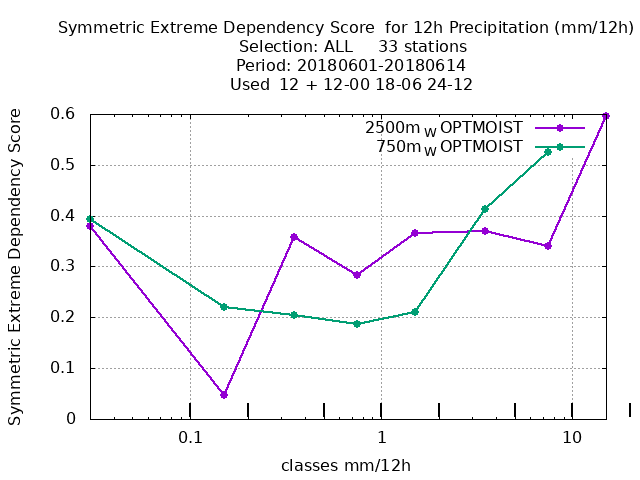 Symmetric Extreme Dependency Score  for 12h Precipitation (mm/12h)
Selection: ALL     33 stations
Period: 20180601-20180614
Used  12 + 12-00 18-06 24-12
Symmetric Extreme Dependency Score
0.6
0.5
0.4
0.3
0.2
0.1
0
2500m W OPTMOIST
750m W OPTMOIST
0.1
1
10
classes mm/12h